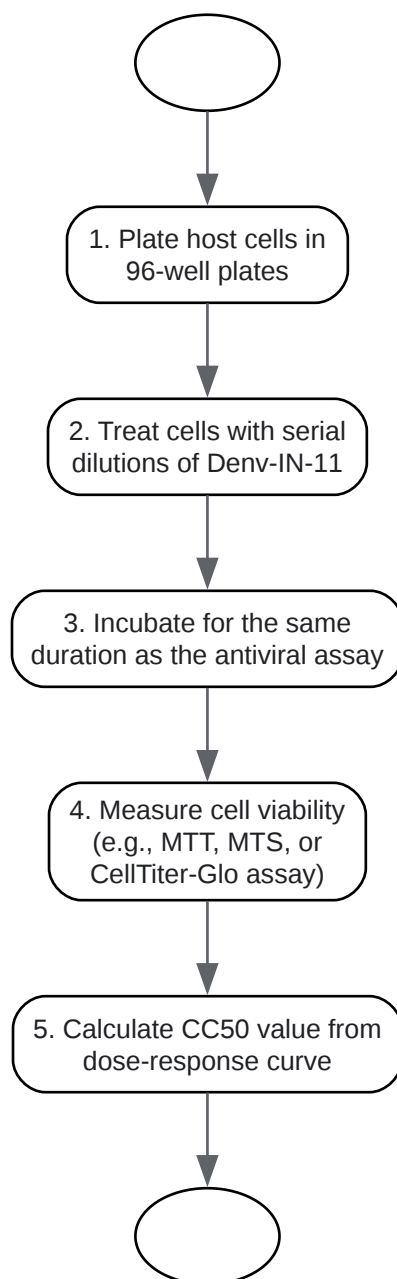 1. Plate host cells in
96-well plates
2. Treat cells with serial
dilutions of Denv-IN-11
3. Incubate for the same
duration as the antiviral assay
4. Measure cell viability
(e.g., MTT, MTS, or
CellTiter-Glo assay)
5. Calculate CC50 value from
dose-response curve